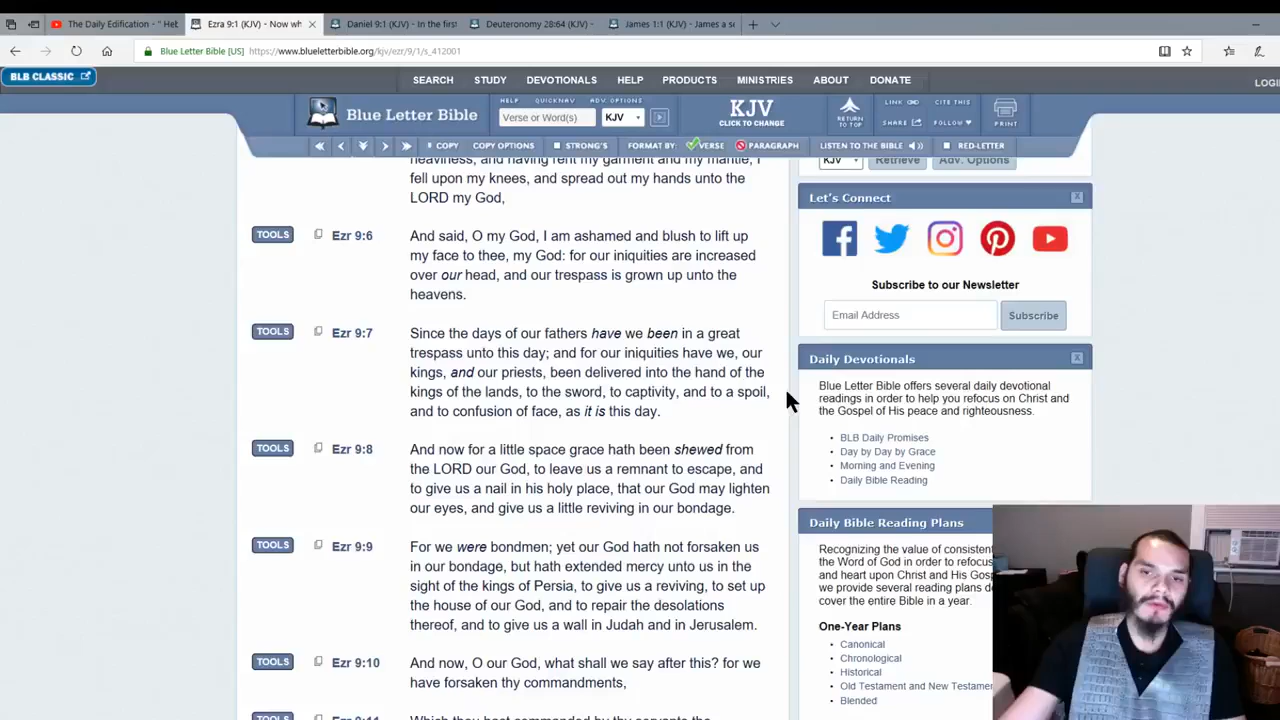 The Daily Edification - " Heb
Ezra 9:1 (KJV) - Now wh
Daniel 9:1 (KJV) - In the first
Deuteronomy 28:64 (KJV) -
James 1:1 (KJV) - James a se
Blue Letter Bible [US] https://www.blueletterbible.org/kjv/ezr/9/1/s_412001
BLB CLASSIC
SEARCH STUDY DEVOTIONALS HELP PRODUCTS MINISTRIES ABOUT DONATE
LOGI
Blue Letter Bible
HELP QUICKNAV ADV. OPTIONS
Verse or Word(s) KJV
KJV
CLICK TO CHANGE
RETURN
TO TOP
LINK CITE THIS
SHARE FOLLOW
PRINT
COPY COPY OPTIONS STRONG'S FORMAT BY: VERSE PARAGRAPH LISTEN TO THE BIBLE RED-LETTER
heaviness, and having rent my garment and my mantle, I
fell upon my knees, and spread out my hands unto the
LORD my God,
TOOLS Ezr 9:6
And said, O my God, I am ashamed and blush to lift up
my face to thee, my God: for our iniquities are increased
over our head, and our trespass is grown up unto the
heavens.
TOOLS Ezr 9:7
Since the days of our fathers have we been in a great
trespass unto this day; and for our iniquities have we, our
kings, and our priests, been delivered into the hand of the
kings of the lands, to the sword, to captivity, and to a spoil,
and to confusion of face, as it is this day.
TOOLS Ezr 9:8
And now for a little space grace hath been shewed from
the LORD our God, to leave us a remnant to escape, and
to give us a nail in his holy place, that our God may lighten
our eyes, and give us a little reviving in our bondage.
TOOLS Ezr 9:9
For we were bondmen; yet our God hath not forsaken us
in our bondage, but hath extended mercy unto us in the
sight of the kings of Persia, to give us a reviving, to set up
the house of our God, and to repair the desolations
thereof, and to give us a wall in Judah and in Jerusalem.
TOOLS Ezr 9:10
And now, O our God, what shall we say after this? for we
have forsaken thy commandments,
KJV Retrieve Adv. Options
Let's Connect
Subscribe to our Newsletter
Email Address Subscribe
Daily Devotionals
Blue Letter Bible offers several daily devotional
readings in order to help you refocus on Christ and
the Gospel of His peace and righteousness.
BLB Daily Promises
Day by Day by Grace
Morning and Evening
Daily Bible Reading
Daily Bible Reading Plans
Recognizing the value of consisten
the Word of God in order to refocus
and heart upon Christ and His Gosp
we provide several reading plans de
cover the entire Bible in a year.
One-Year Plans
Canonical
Chronological
Historical
Old Testament and New Testamen
Blended